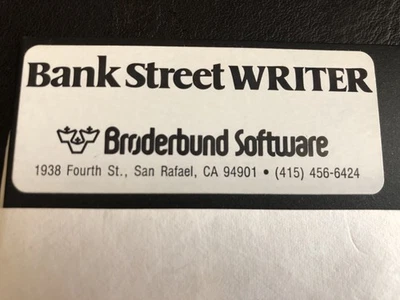 Bank Street WRITER
Brøderbund Software
1938 Fourth St., San Rafael, CA 94901 • (415) 456-6424